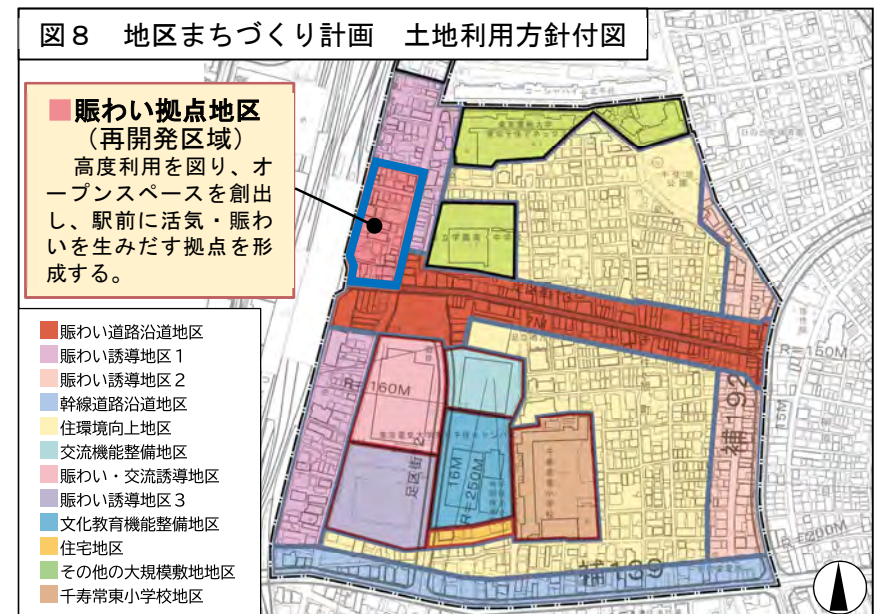 図8 地区まちづくり計画 土地利用方針付図
■賑わい拠点地区
(再開発区域)
高度利用を図り、オ
ープンスペースを創出
し、駅前に活気・賑わ
いを生みだす拠点を形
成する。
賑わい道路沿道地区
賑わい誘導地区1
賑わい誘導地区2
幹線道路沿道地区
住環境向上地区
交流機能整備地区
賑わい・交流誘導地区
賑わい誘導地区3
文化教育機能整備地区
住宅地区
その他の大規模敷地地区
千寿常東小学校地区
R=160M
16M
R=250M
足区街
補192
R=150M
13M
R=200M
補139
公園